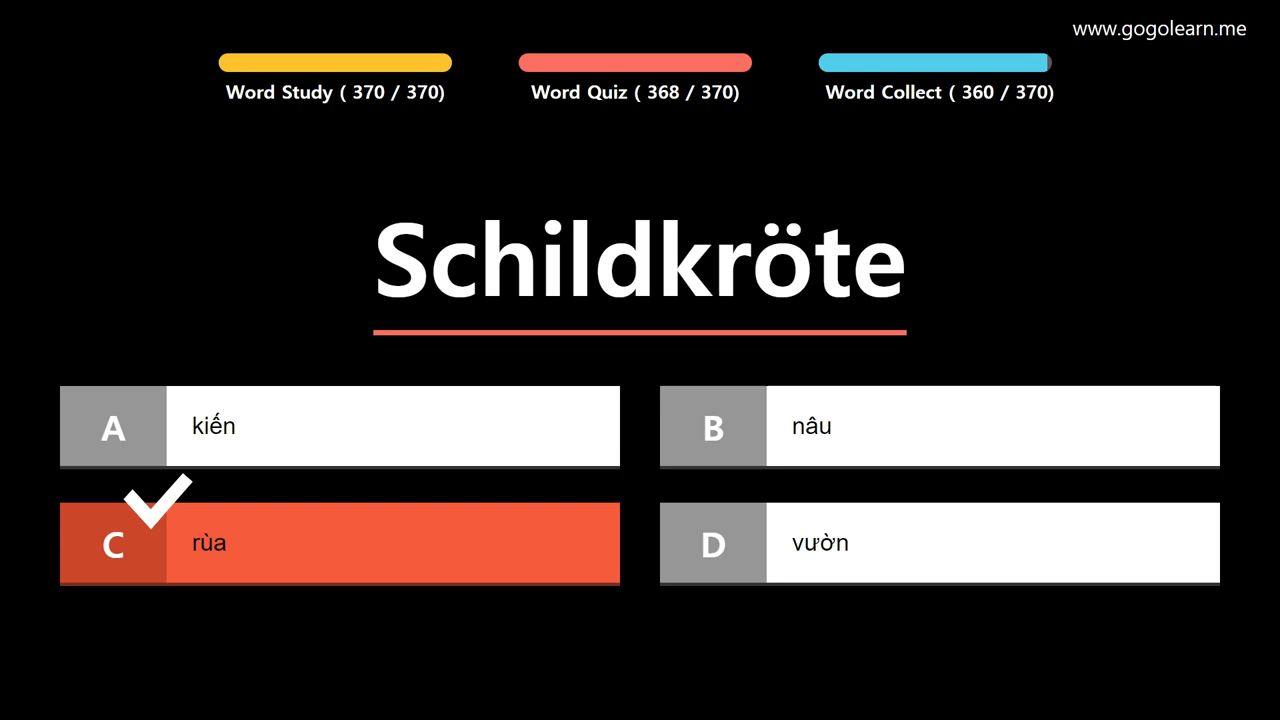 www.gogolearn.me
Word Study ( 370 / 370)
Word Quiz ( 368 / 370)
Word Collect ( 360 / 370)
Schildkröte
A kiến
B nâu
C rùa
D vườn